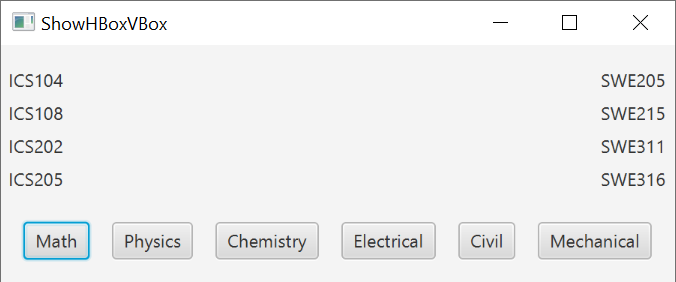 ShowHBoxVBox
ICS104 SWE205
ICS108 SWE215
ICS202 SWE311
ICS205 SWE316
Math Physics Chemistry Electrical Civil Mechanical